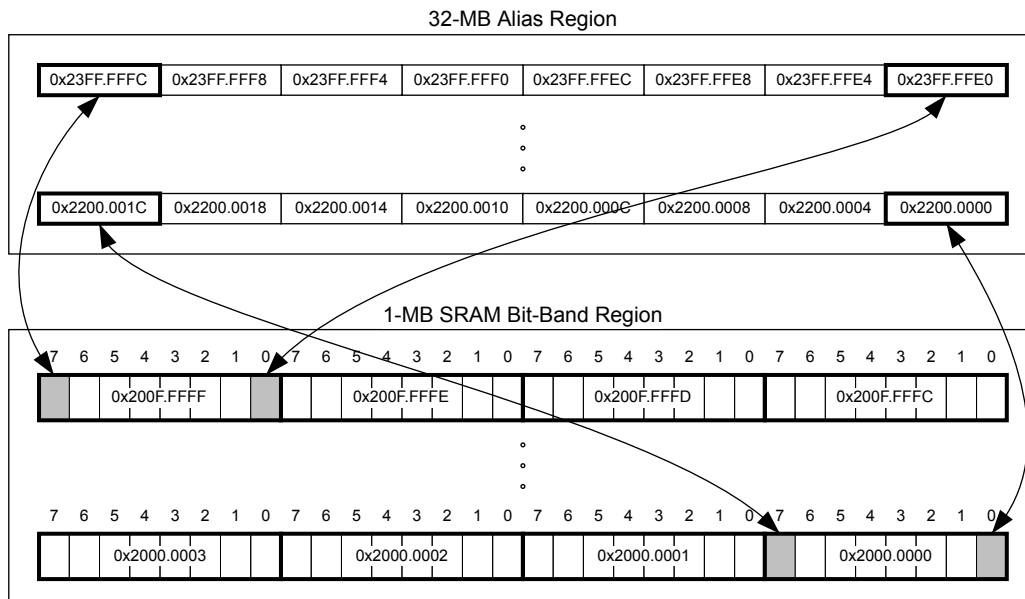 32-MB Alias Region
0x23FF.FFFC 0x23FF.FFF8 0x23FF.FFF4 0x23FF.FFF0 0x23FF.FFEC 0x23FF.FFE8 0x23FF.FFE4 0x23FF.FFE0
0x2200.001C 0x2200.0018 0x2200.0014 0x2200.0010 0x2200.000C 0x2200.0008 0x2200.0004 0x2200.0000
1-MB SRAM Bit-Band Region
7 6 5 4 3 2 1 0 7 6 5 4 3 2 1 0 7 6 5 4 3 2 1 0 7 6 5 4 3 2 1 0
0x200F.FFFF 0x200F.FFFE 0x200F.FFFD 0x200F.FFFC
7 6 5 4 3 2 1 0 7 6 5 4 3 2 1 0 7 6 5 4 3 2 1 0 7 6 5 4 3 2 1 0
0x2000.0003 0x2000.0002 0x2000.0001 0x2000.0000